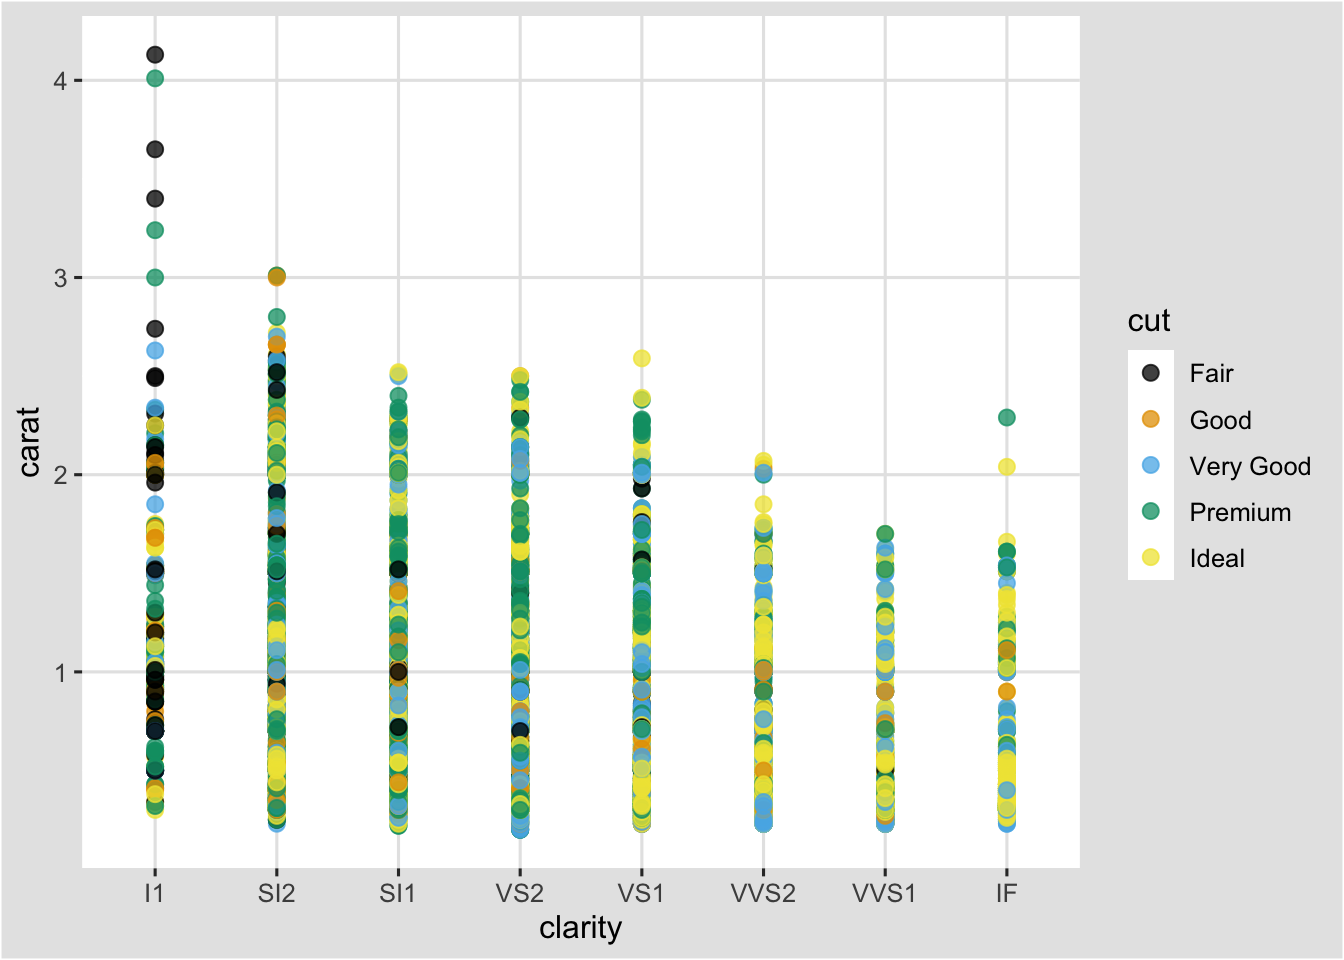 4
3
2
1
carat
I1 SI2 SI1 VS2 VS1 VVS2 VVS1 IF
clarity
cut
Fair
Good
Very Good
Premium
Ideal